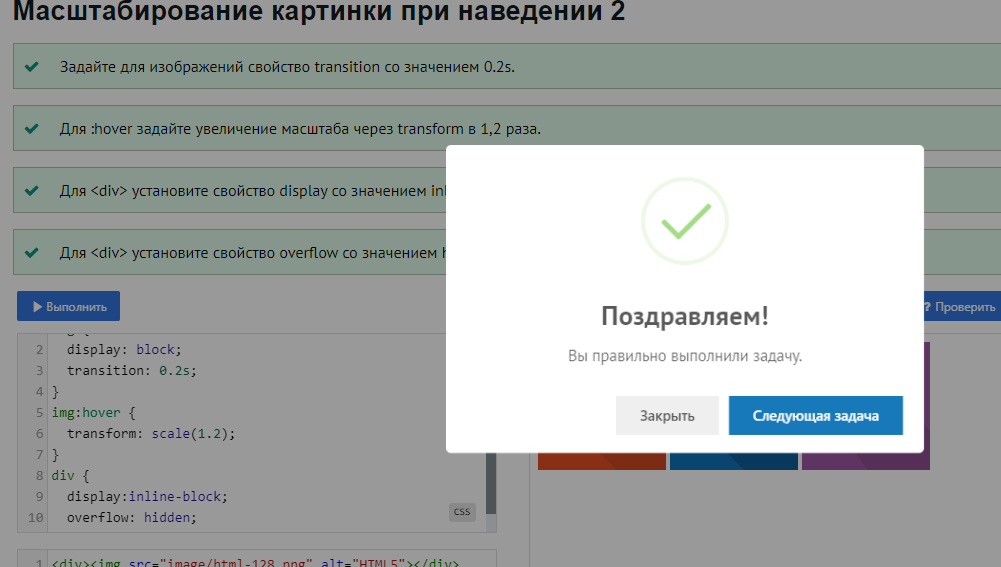 Масштабирование картинки при наведении 2
Задайте для изображений свойство transition со значением 0.2s.
Для :hover задайте увеличение масштаба через transform в 1,2 раза.
Для <div> установите свойство display со значением
Для <div> установите свойство overflow со значением
Поздравляем!
Вы правильно выполнили задачу.
Закрыть
Следующая задача
Выполнить
? Проверить
2 display: block;
3 transition: 0.2s;
4 }
5 img:hover {
6 transform: scale(1.2);
7 }
8 div {
9 display:inline-block;
10 overflow: hidden;
css
1 <div><img src="image/html-128.png" alt="HTML5"></div>